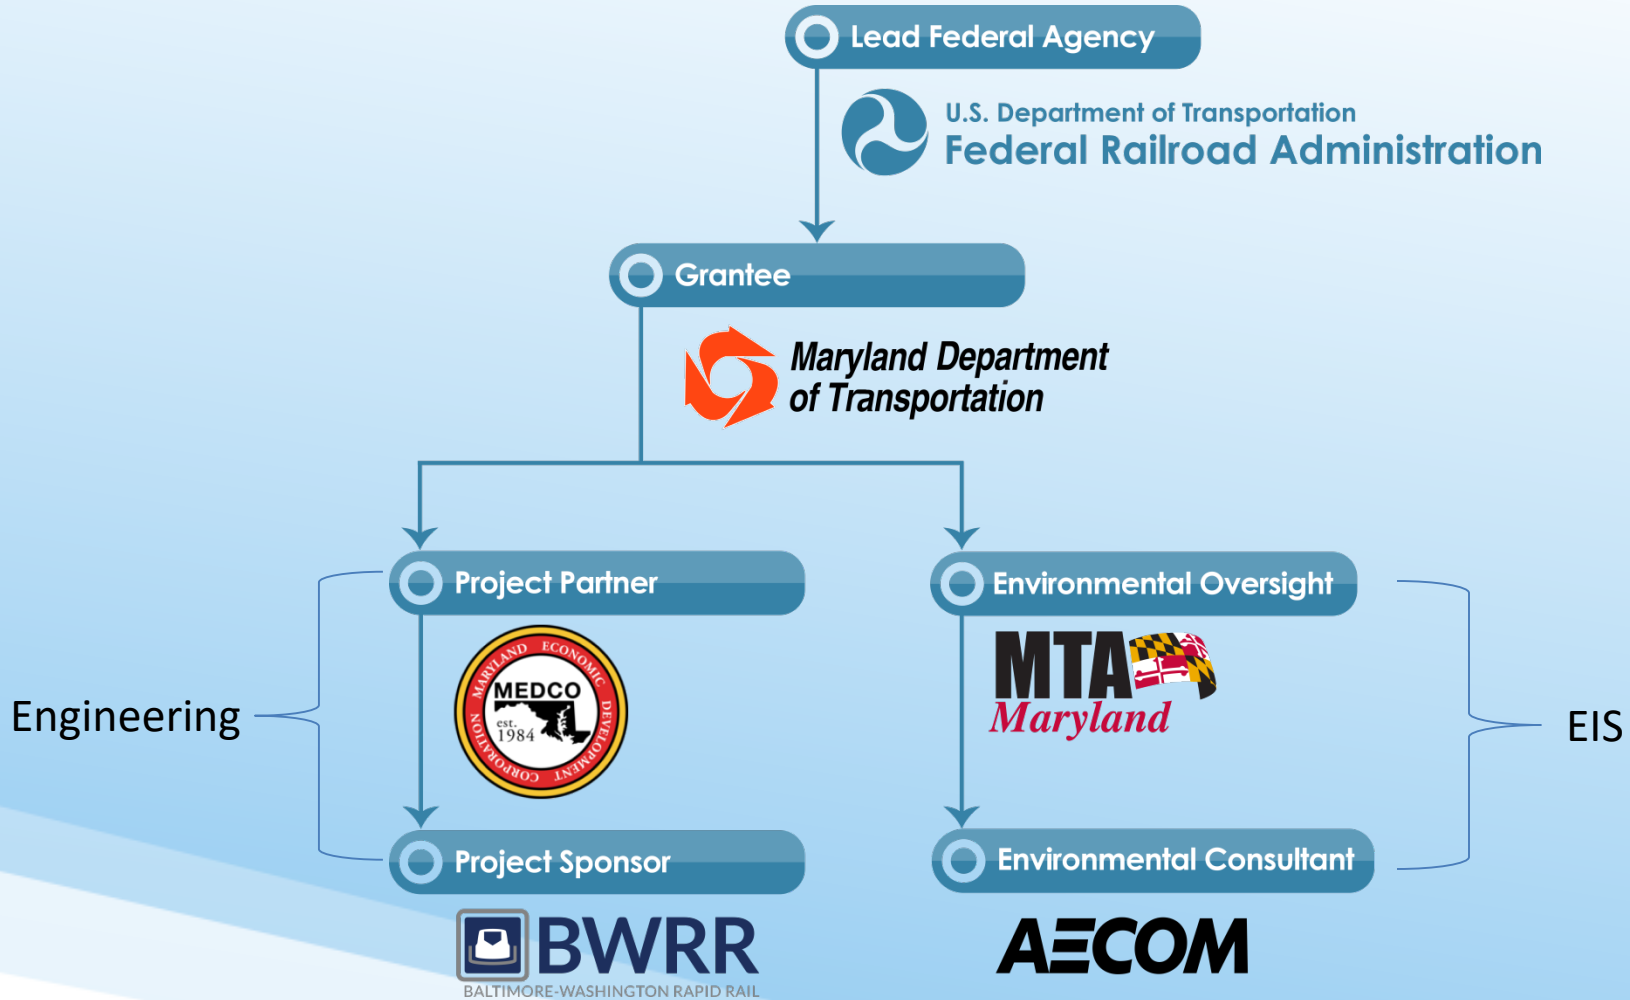 Lead Federal Agency
U.S. Department of Transportation
Federal Railroad Administration
Grantee
Maryland Department
of Transportation
Project Partner
Environmental Oversight
MARYLAND ECONOMIC DEVELOPMENT CORPORATION
MEDCO
est.
1984
MTA
Maryland
Engineering
EIS
Project Sponsor
Environmental Consultant
BWRR
BALTIMORE-WASHINGTON RAPID RAIL
AECOM